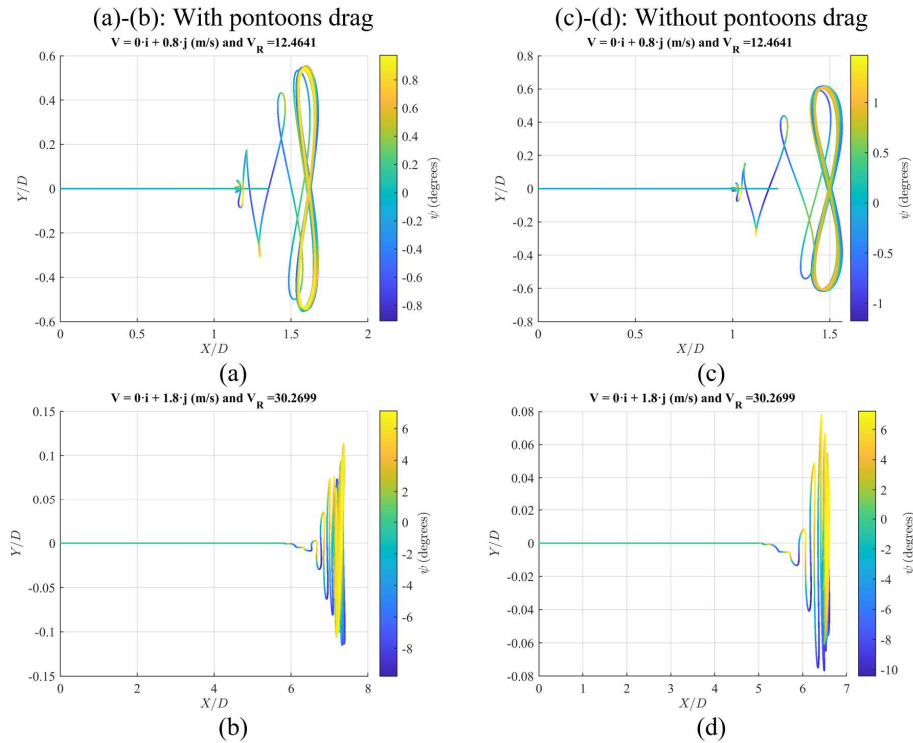 (a)-(b): With pontoons drag
(c)-(d): Without pontoons drag
V = 0·i + 0.8·j (m/s) and V_R =12.4641
0.6
0.4
0.2
0
-0.2
-0.4
-0.6
Y/D
0 0.5 1 1.5 2
X/D
0.8
0.6
0.4
0.2
0
-0.2
-0.4
-0.6
-0.8
ψ (degrees)
(a)
V = 0·i + 0.8·j (m/s) and V_R =12.4641
0.8
0.6
0.4
0.2
0
-0.2
-0.4
-0.6
-0.8
Y/D
0 0.5 1 1.5
X/D
1
0.5
0
-0.5
-1
ψ (degrees)
(c)
V = 0·i + 1.8·j (m/s) and V_R =30.2699
0.15
0.1
0.05
0
-0.05
-0.1
-0.15
Y/D
0 2 4 6 8
X/D
6
4
2
0
-2
-4
-6
-8
ψ (degrees)
(b)
V = 0·i + 1.8·j (m/s) and V_R =30.2699
0.08
0.06
0.04
0.02
0
-0.02
-0.04
-0.06
-0.08
Y/D
0 1 2 3 4 5 6 7
X/D
6
4
2
0
-2
-4
-6
-8
-10
ψ (degrees)
(d)